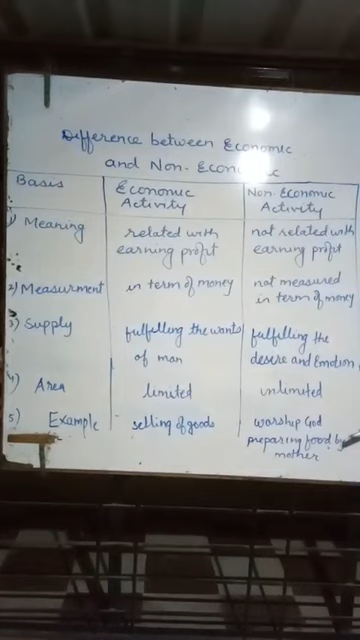 Difference between Economic
and Non-Economic
Basis Economic Activity Non-Economic Activity
1) Meaning related with earning profit not related with earning profit
2) Measurment in term of money not measured in term of money
3) Supply fulfilling the wants of man fulfilling the desire and Emotion,
4) Area limited unlimited
5) Example selling of goods worship God preparing food by mother